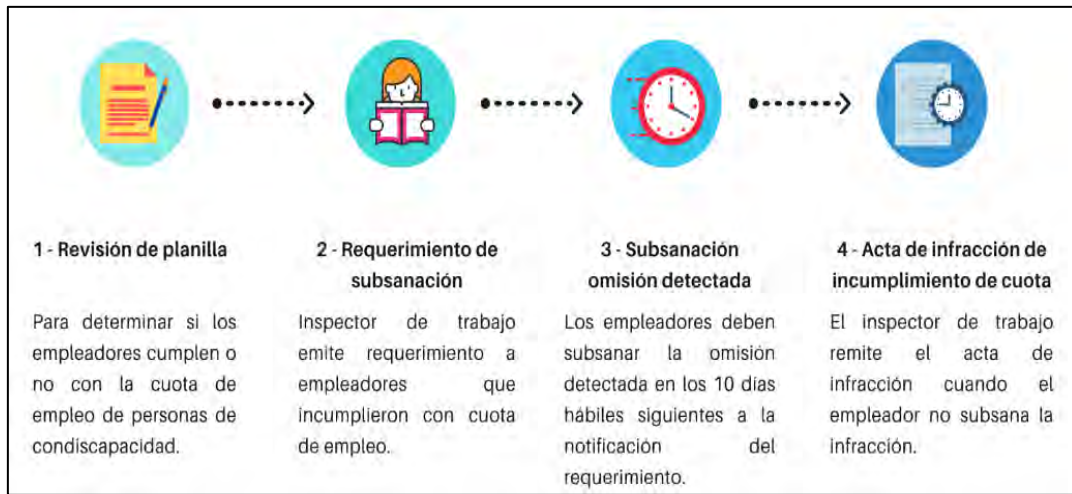 1 - Revisión de planilla
Para determinar si los
empleadores cumplen o
no con la cuota de
empleo de personas de
condiscapacidad.
2 - Requerimiento de
subsanación
Inspector de trabajo
emite requerimiento a
empleadores que
incumplieron con cuota
de empleo.
3 - Subsanación
omisión detectada
Los empleadores deben
subsanar la omisión
detectada en los 10 días
hábiles siguientes a la
notificación del
requerimiento.
4 - Acta de infracción de
incumplimiento de cuota
El inspector de trabajo
remite el acta de
infracción cuando el
empleador no subsana la
infracción.